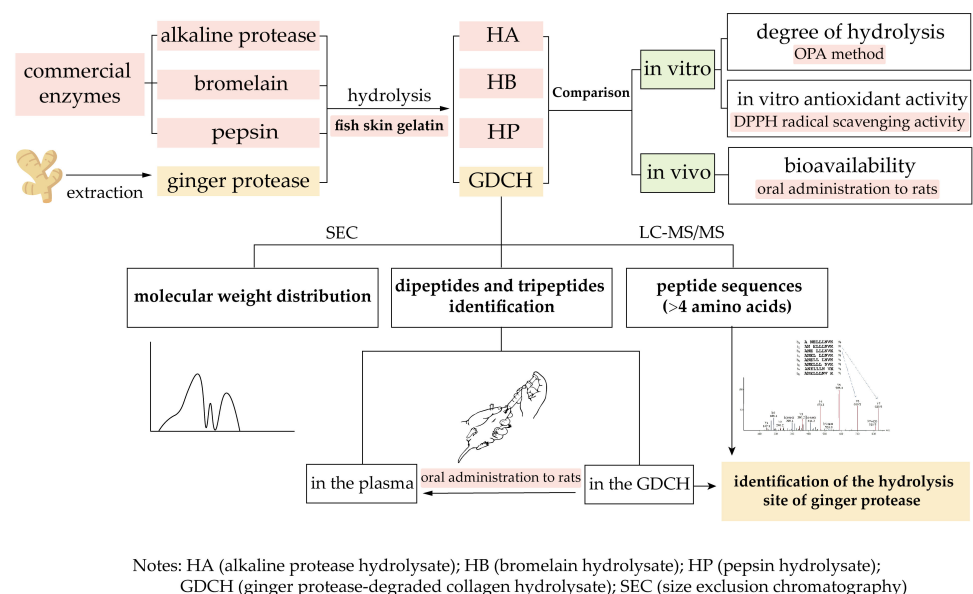 commercial
enzymes
alkaline protease
bromelain
pepsin
extraction
ginger protease
hydrolysis
fish skin gelatin
HA
HB
HP
GDCH
Comparison
in vitro
in vivo
degree of hydrolysis
OPA method
in vitro antioxidant activity
DPPH radical scavenging activity
bioavailability
oral administration to rats
SEC
LC-MS/MS
molecular weight distribution
dipeptides and tripeptides
identification
peptide sequences
(>4 amino acids)
in the plasma
oral administration to rats
in the GDCH
identification of the hydrolysis
site of ginger protease
Notes: HA (alkaline protease hydrolysate); HB (bromelain hydrolysate); HP (pepsin hydrolysate);
GDCH (ginger protease-degraded collagen hydrolysate); SEC (size exclusion chromatography)